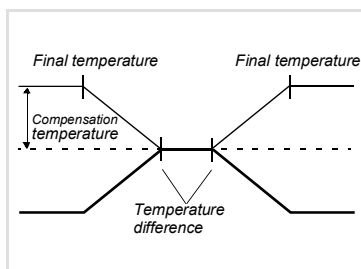 Final temperature
Final temperature
Compensation
temperature
Temperature
difference